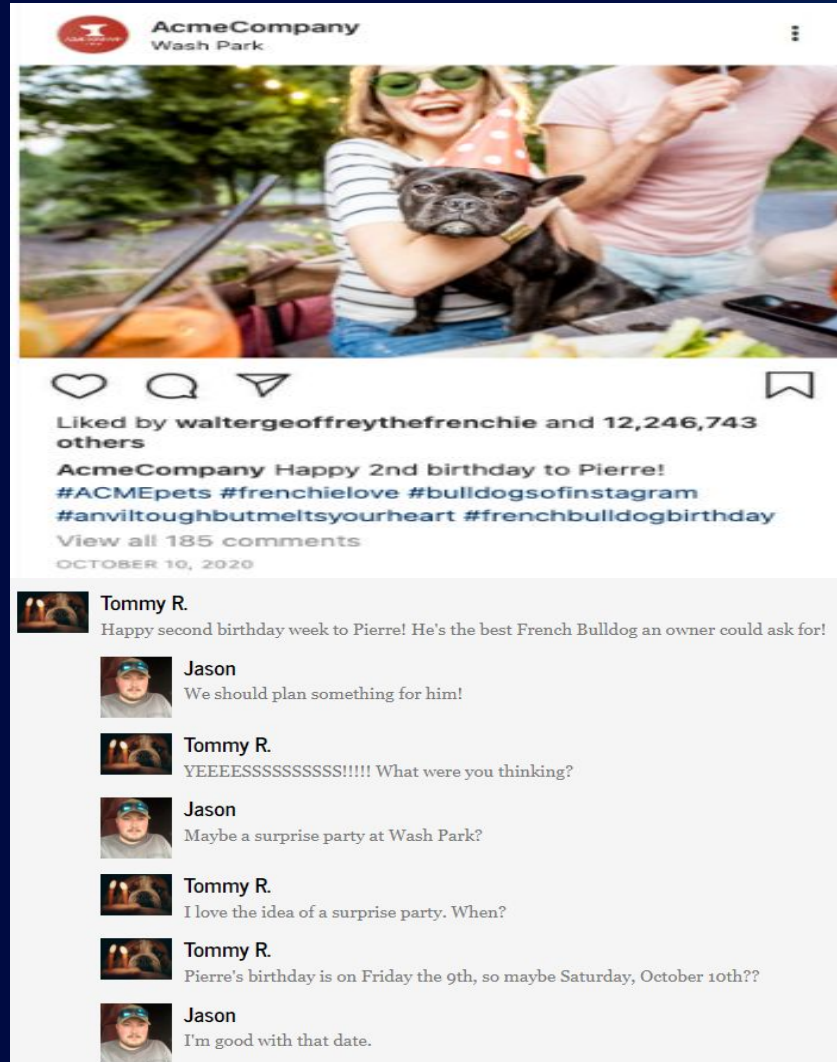 AcmeCompany
Wash Park
Liked by waltergeoffreythefrenchie and 12,246,743
others
AcmeCompany Happy 2nd birthday to Pierre!
#ACMEpets #frenchielove #bulldogsofinstagram
#anviltoughbutmeltsyourheart #frenchbulldogbirthday
View all 185 comments
OCTOBER 10, 2020
Tommy R.
Happy second birthday week to Pierre! He's the best French Bulldog an owner could ask for!
Jason
We should plan something for him!
Tommy R.
YEEEESSSSSSSSSS!!!!! What were you thinking?
Jason
Maybe a surprise party at Wash Park?
Tommy R.
I love the idea of a surprise party. When?
Tommy R.
Pierre's birthday is on Friday the 9th, so maybe Saturday, October 10th??
Jason
I'm good with that date.